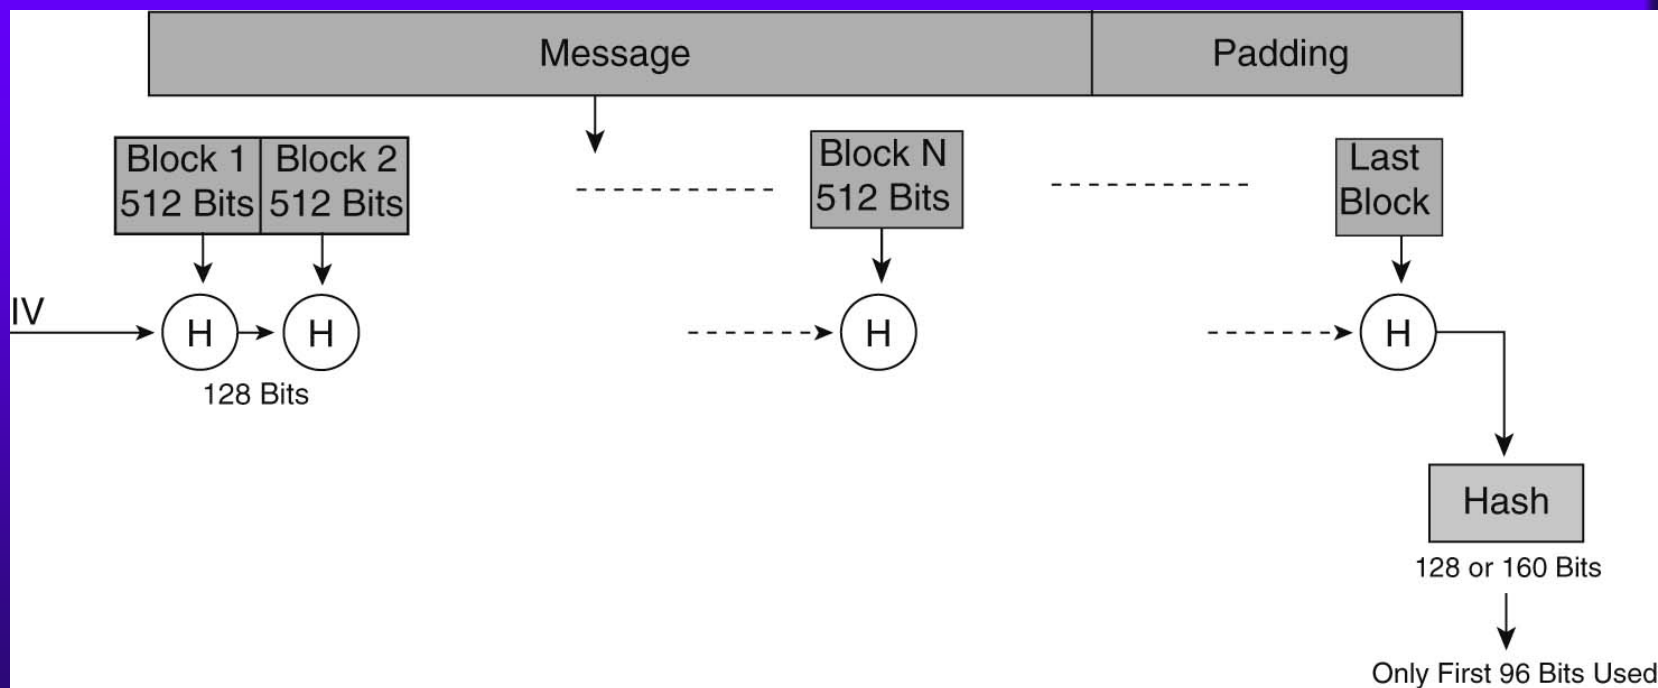 Message
Padding
Block 1
512 Bits
Block 2
512 Bits
Block N
512 Bits
Last
Block
IV
H
H
H
H
128 Bits
Hash
128 or 160 Bits
Only First 96 Bits Used